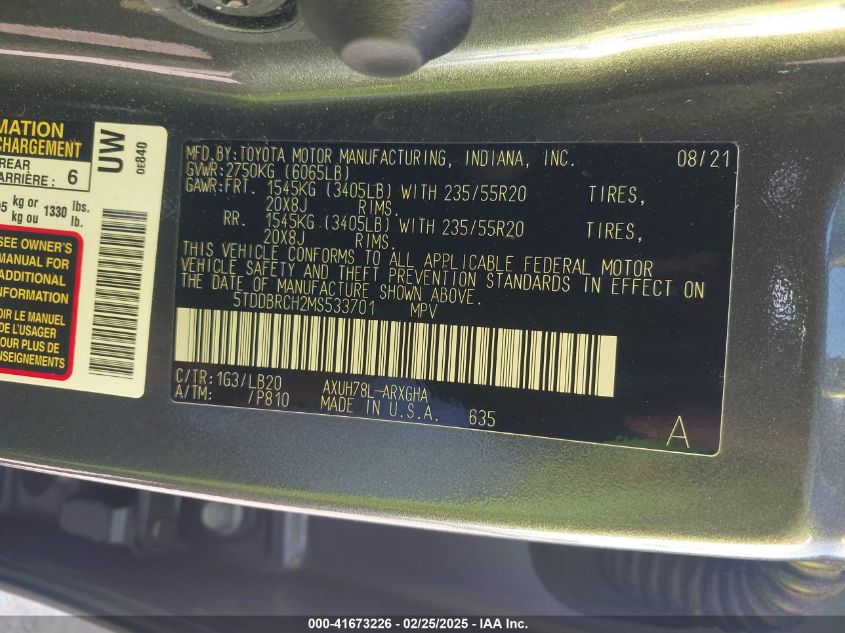 MATION
CHARGEMENT
REAR
ARRIÈRE: 6
kg or 1330 lbs.
kg ou lb.
SEE OWNER'S
MANUAL FOR
ADDITIONAL
INFORMATION
OIR LE MANUEL
DE L'USAGER
POUR PLUS DE
ENSEIGNEMENTS
UW
0E840
MFD.BY:TOYOTA MOTOR MANUFACTURING, INDIANA, INC. 08/21
GVWR:2750KG (6065LB)
GAWR:FRT. 1545KG (3405LB) WITH 235/55R20 TIRES,
20X8J RIMS.
RR. 1545KG (3405LB) WITH 235/55R20 TIRES,
20X8J RIMS.
THIS VEHICLE CONFORMS TO ALL APPLICABLE FEDERAL MOTOR
VEHICLE SAFETY AND THEFT PREVENTION STANDARDS IN EFFECT ON
THE DATE OF MANUFACTURE SHOWN ABOVE.
5TDDBRCH2MS533701 MPV
C/TR:1G3/LB20 AXUH78L-ARXGHA
A/TM: /P810 MADE IN U.S.A. 635
A
000-41673226 - 02/25/2025 - IAA Inc.